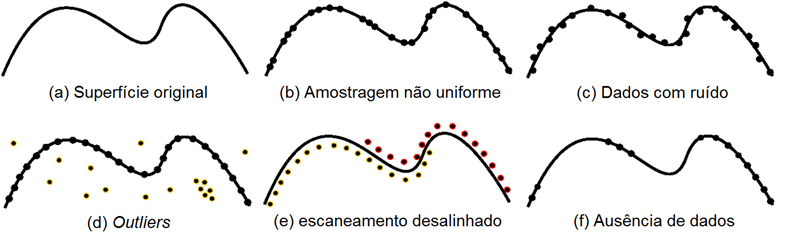 (a) Superfície original
(b) Amostragem não uniforme
(c) Dados com ruído
(d) Outliers
(e) escaneamento desalinhado
(f) Ausência de dados